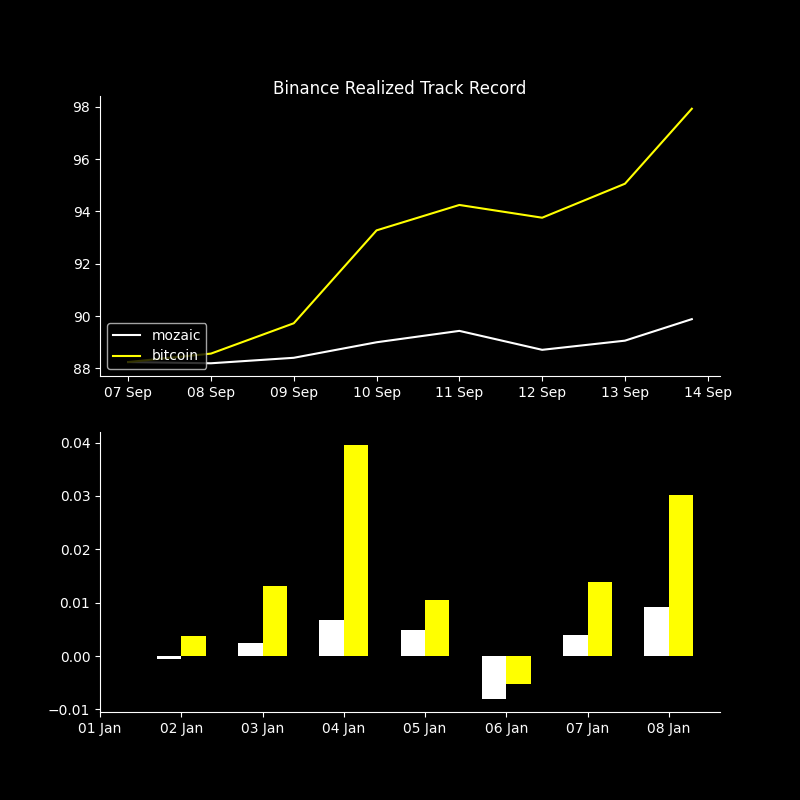 Binance Realized Track Record
98
96
94
92
90
88
mozaic
bitcoin
07 Sep 08 Sep 09 Sep 10 Sep 11 Sep 12 Sep 13 Sep 14 Sep
0.04
0.03
0.02
0.01
0.00
−0.01
01 Jan 02 Jan 03 Jan 04 Jan 05 Jan 06 Jan 07 Jan 08 Jan